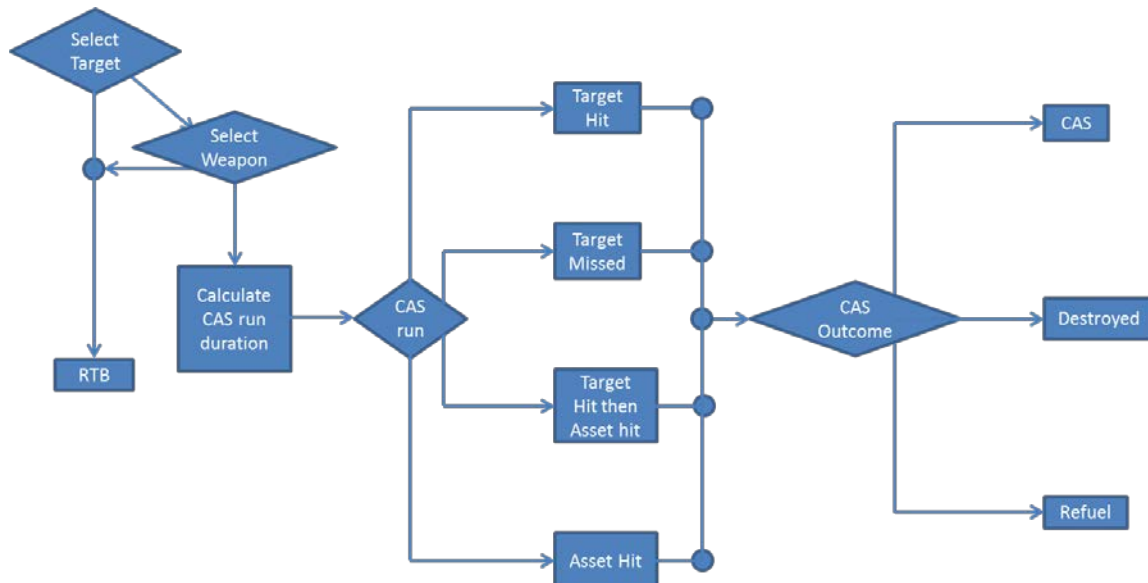 Select
Target
Select
Weapon
Calculate
CAS run
duration
RTB
CAS
run
Target
Hit
Target
Missed
Target
Hit then
Asset hit
Asset Hit
CAS
Outcome
CAS
Destroyed
Refuel